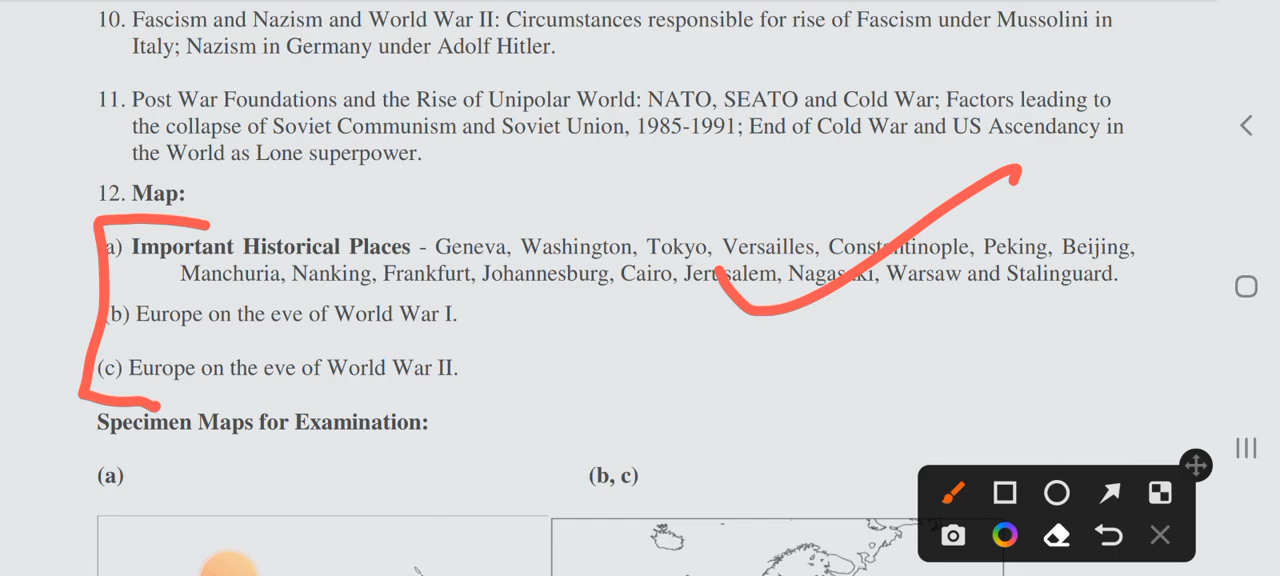 10. Fascism and Nazism and World War II: Circumstances responsible for rise of Fascism under Mussolini in
Italy; Nazism in Germany under Adolf Hitler.
11. Post War Foundations and the Rise of Unipolar World: NATO, SEATO and Cold War; Factors leading to
the collapse of Soviet Communism and Soviet Union, 1985-1991; End of Cold War and US Ascendancy in
the World as Lone superpower.
12. Map:
a) Important Historical Places - Geneva, Washington, Tokyo, Versailles, Constantinople, Peking, Beijing,
Manchuria, Nanking, Frankfurt, Johannesburg, Cairo, Jerusalem, Nagasaki, Warsaw and Stalinguard.
(b) Europe on the eve of World War I.
(c) Europe on the eve of World War II.
Specimen Maps for Examination:
(a)
(b, c)